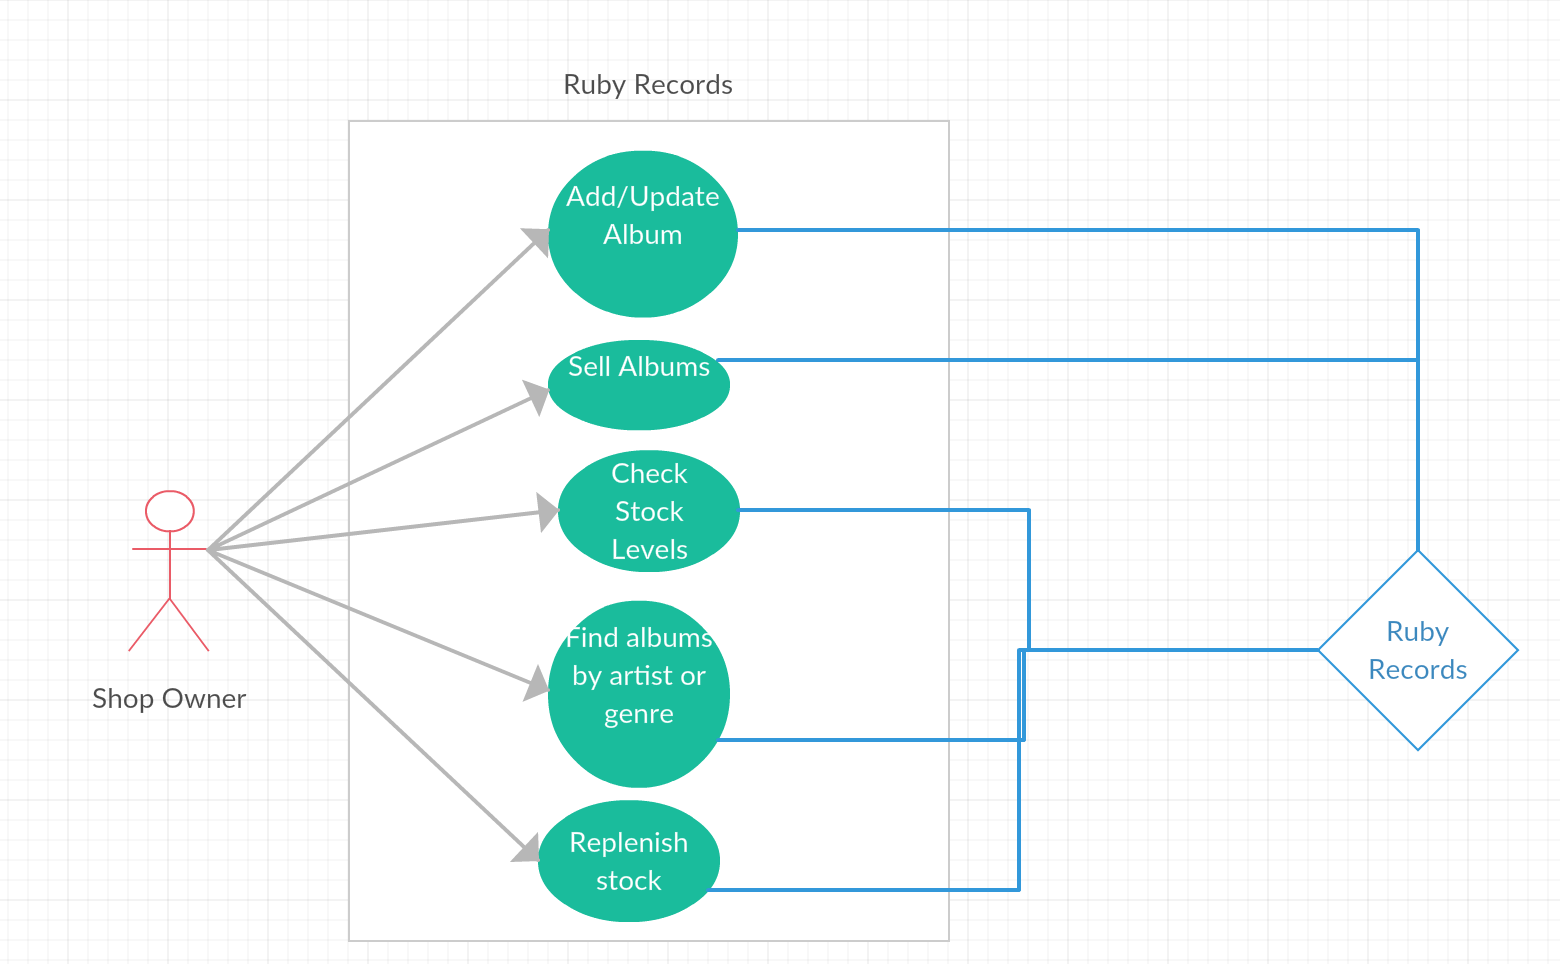 Ruby Records
Add/Update
Album
Sell Albums
Check
Stock
Levels
Find albums
by artist or
genre
Replenish
stock
Shop Owner
Ruby
Records